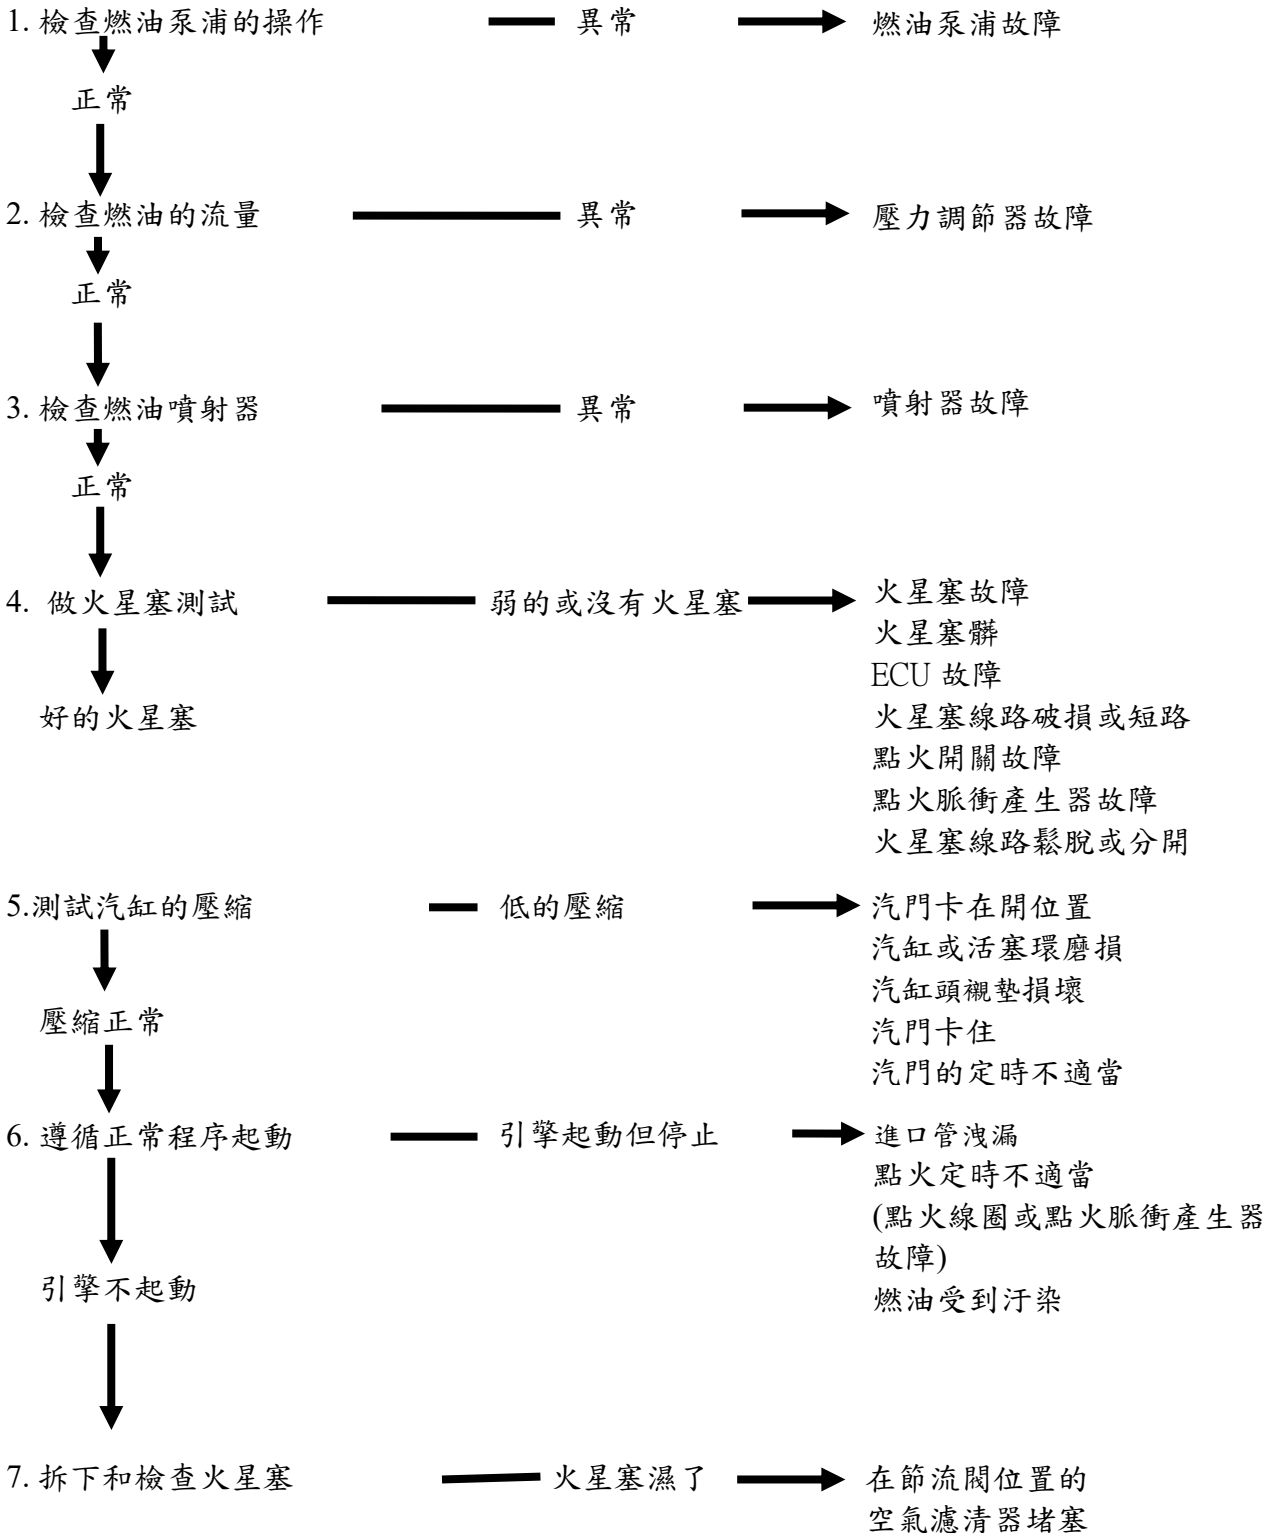 1. 檢查燃油泵浦的操作 異常 燃油泵浦故障
正常
2. 檢查燃油的流量 異常 壓力調節器故障
正常
3. 檢查燃油噴射器 異常 噴射器故障
正常
4. 做火星塞測試 弱的或沒有火星塞 火星塞故障
火星塞髒
ECU 故障
好的火星塞 火星塞線路破損或短路
點火開關故障
點火脈衝產生器故障
火星塞線路鬆脫或分開
5.測試汽缸的壓縮 低的壓縮 汽門卡在開位置
汽缸或活塞環磨損
汽缸頭襯墊損壞
壓縮正常 汽門卡住
汽門的定時不適當
6. 遵循正常程序起動 引擎起動但停止 進口管洩漏
點火定時不適當
(點火線圈或點火脈衝產生器
故障)
引擎不起動 燃油受到汙染
7. 拆下和檢查火星塞 火星塞濕了 在節流閥位置的
空氣濾清器堵塞